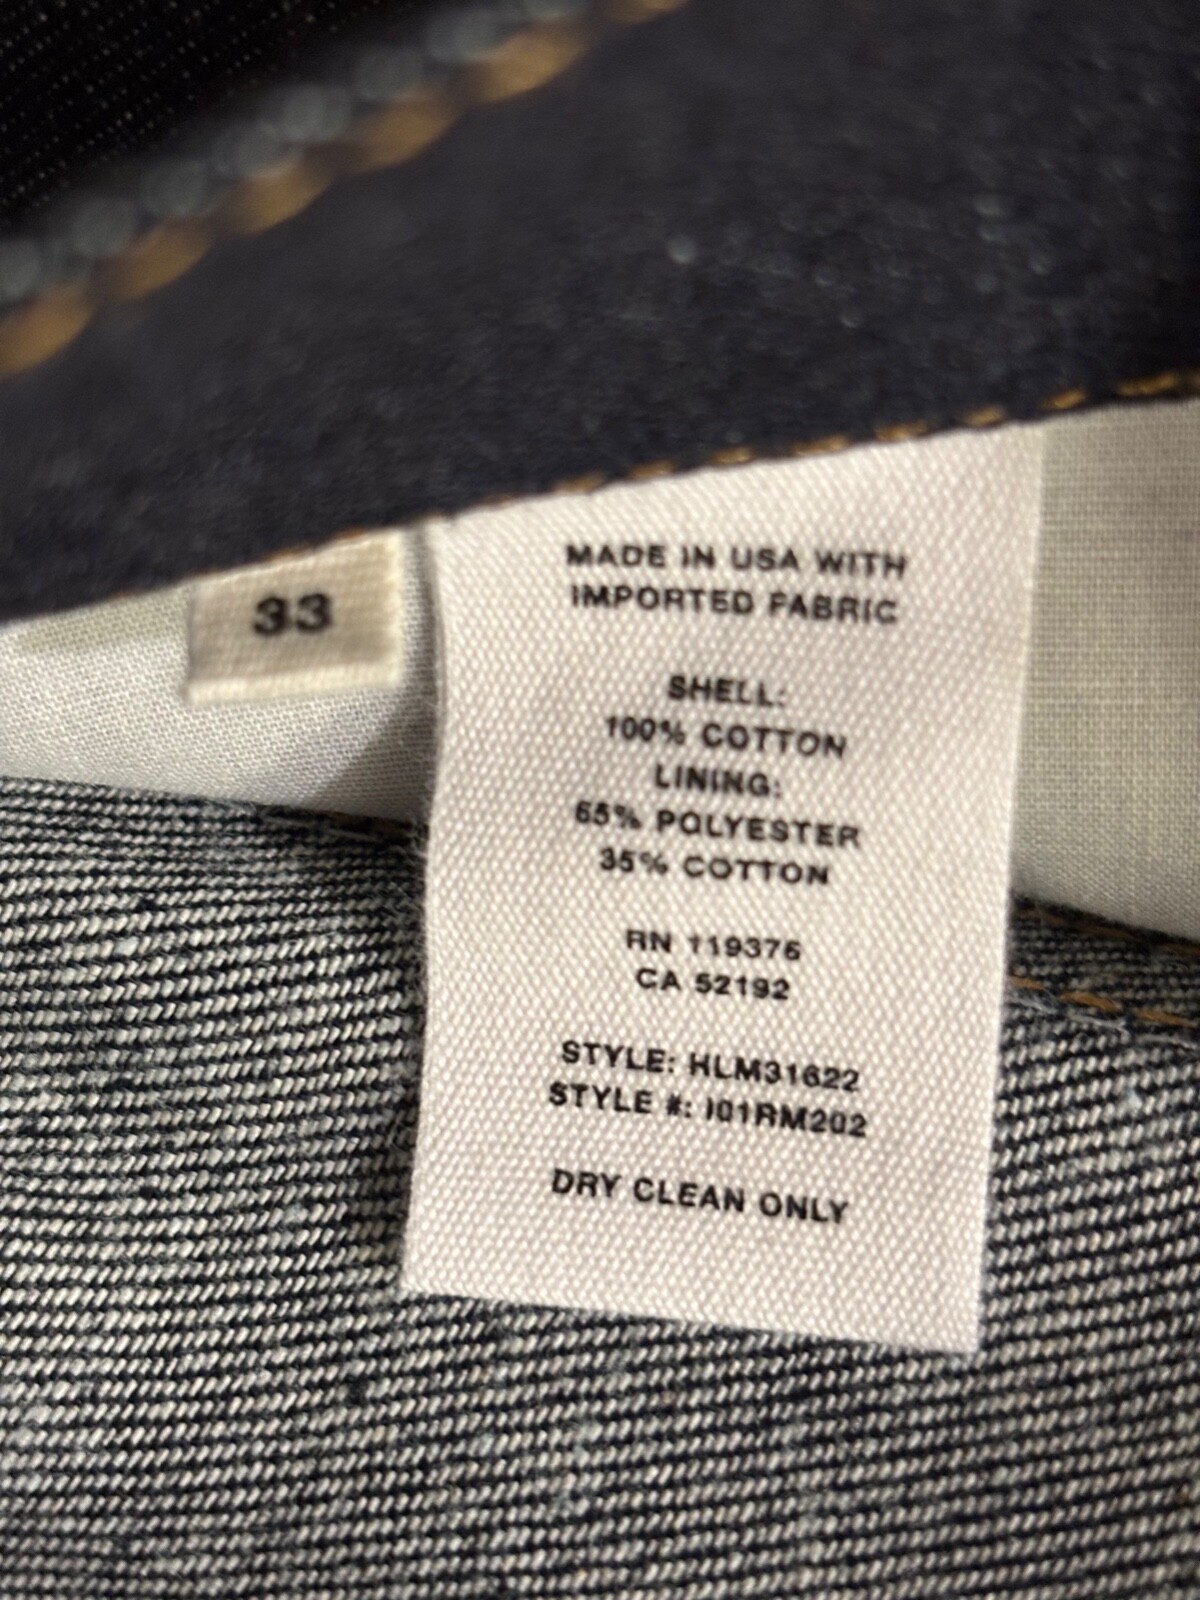 33
MADE IN USA WITH
IMPORTED FABRIC
SHELL:
100% COTTON
LINING:
65% POLYESTER
35% COTTON
RN 119376
CA 52192
STYLE: HLM31622
STYLE #: I01RM202
DRY CLEAN ONLY